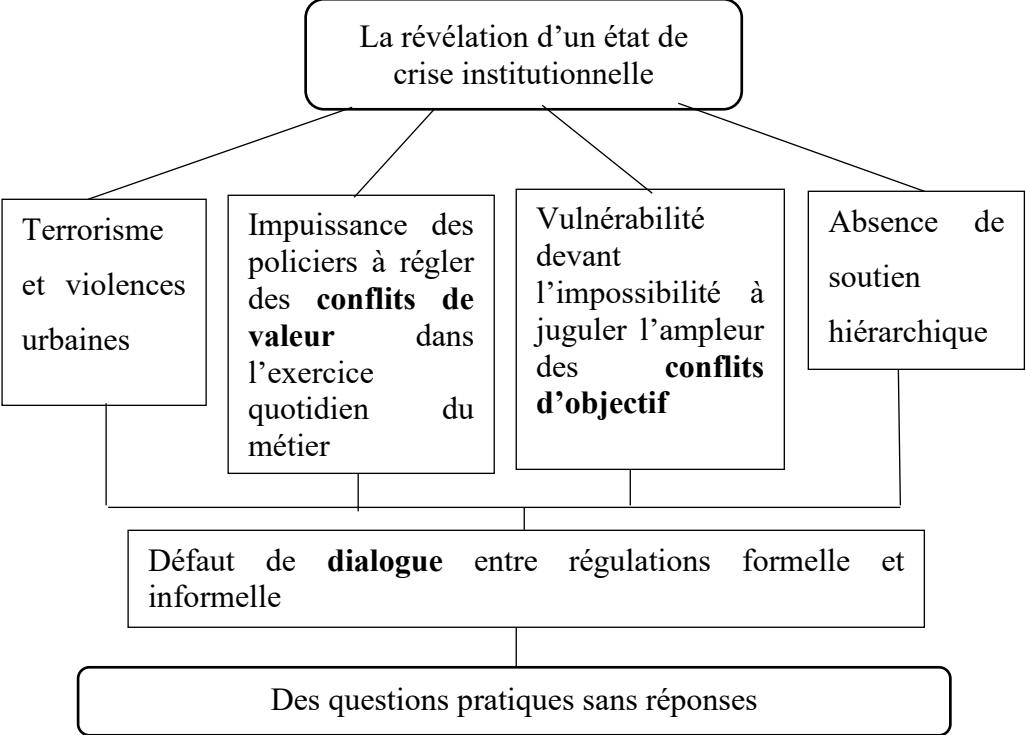 La révélation d’un état de
crise institutionnelle
Terrorisme
et violences
urbaines
Impuissance des
policiers à régler
des conflits de
valeur dans
l’exercice
quotidien du
métier
Vulnérabilité
devant
l’impossibilité à
juguler l’ampleur
des conflits
d’objectif
Absence de
soutien
hiérarchique
Défaut de dialogue entre régulations formelle et
informelle
Des questions pratiques sans réponses